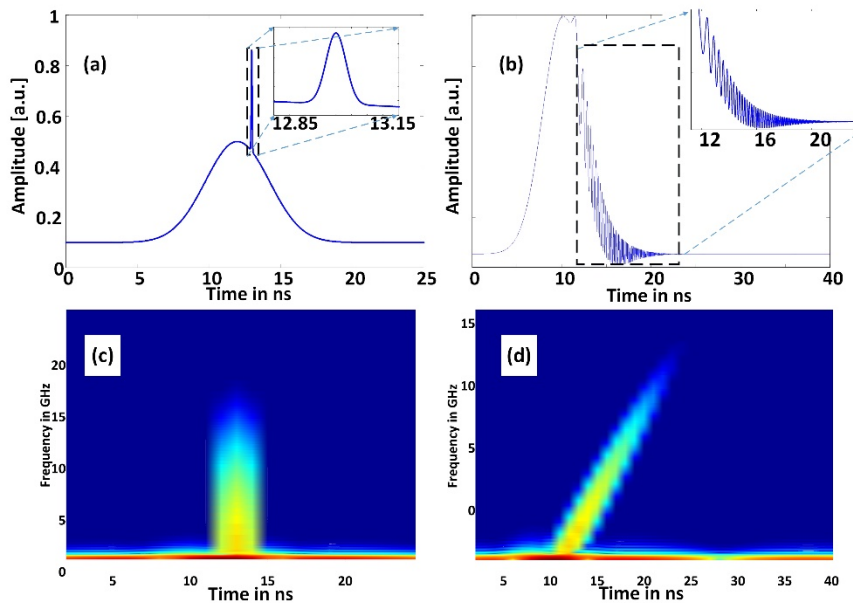 (a)
Amplitude [a.u.]
1
0.8
0.6
0.4
0.2
0
0 5 10 15 20 25
Time in ns
12.85 13.15
(b)
Amplitude [a.u.]
0 10 20 30 40
Time in ns
12 16 20
(c)
Frequency in GHz
20
15
10
5
0
5 10 15 20
Time in ns
(d)
Frequency in GHz
15
10
5
0
5 10 15 20 25 30 35 40
Time in ns